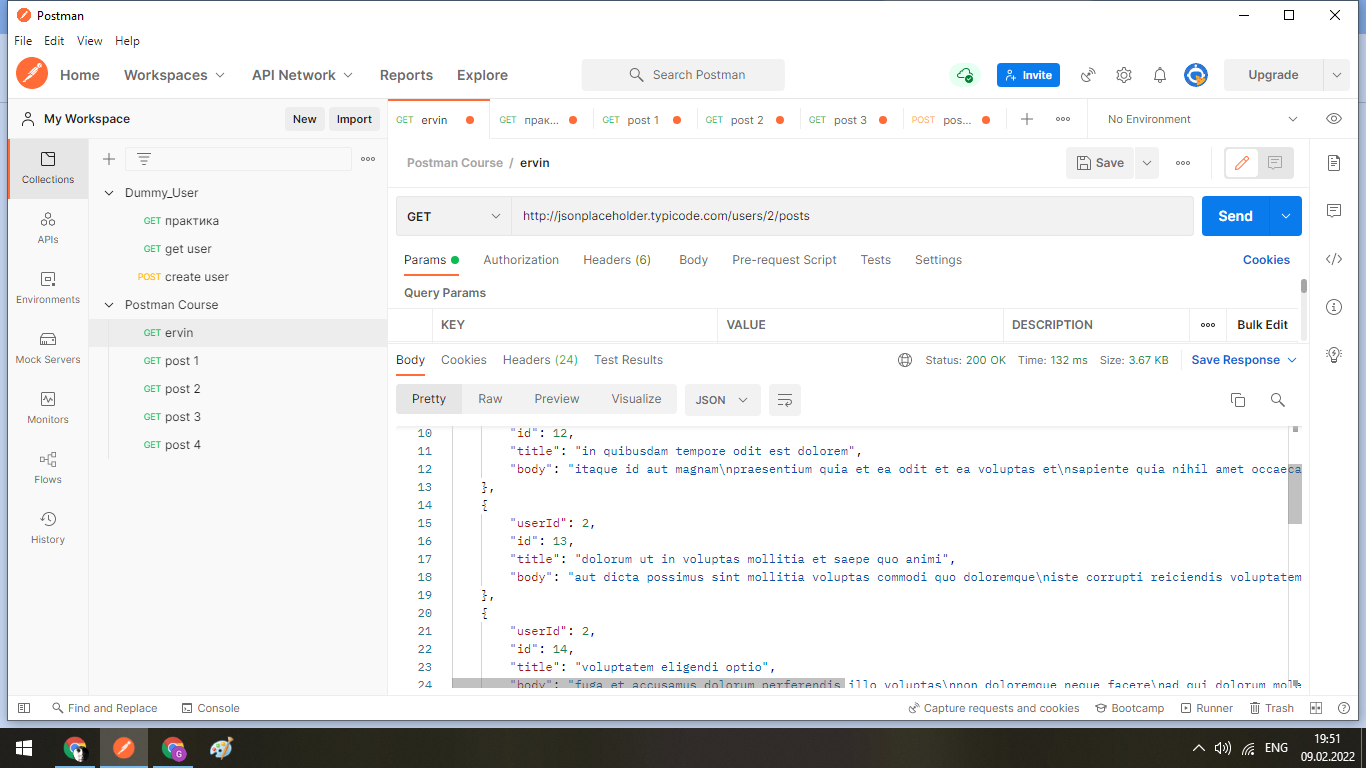 Postman
File Edit View Help
Home Workspaces API Network Reports Explore Search Postman Invite Upgrade
My Workspace New Import
GET ervin GET прак... GET post 1 GET post 2 GET post 3 POST pos... No Environment
Collections
APIs
Environments
Mock Servers
Monitors
Flows
History
Dummy_User
GET практика
GET get user
POST create user
Postman Course
GET ervin
GET post 1
GET post 2
GET post 3
GET post 4
Postman Course / ervin Save
GET http://jsonplaceholder.typicode.com/users/2/posts Send
Params Authorization Headers (6) Body Pre-request Script Tests Settings Cookies
Query Params
KEY VALUE DESCRIPTION Bulk Edit
Body Cookies Headers (24) Test Results Status: 200 OK Time: 132 ms Size: 3.67 KB Save Response
Pretty Raw Preview Visualize JSON
10 "id": 12,
11 "title": "in quibusdam tempore odit est dolorem",
12 "body": "itaque id aut magnam\npraesentium quia et ea odit et ea voluptas et\nsapiente quia nihil amet occaeca
13 },
14 {
15 "userId": 2,
16 "id": 13,
17 "title": "dolorum ut in voluptas mollitia et saepe quo animi",
18 "body": "aut dicta possimus sint mollitia voluptas commodi quo doloremque\niste corrupti reiciendis voluptatem
19 },
20 {
21 "userId": 2,
22 "id": 14,
23 "title": "voluptatem eligendi optio",
24 "body": "fuga et accusamus dolorum perferendis illo voluptas\nnon doloremque neque facere\nad qui dolorum mole
Find and Replace Console Capture requests and cookies Bootcamp Runner Trash
ENG
19:51
09.02.2022